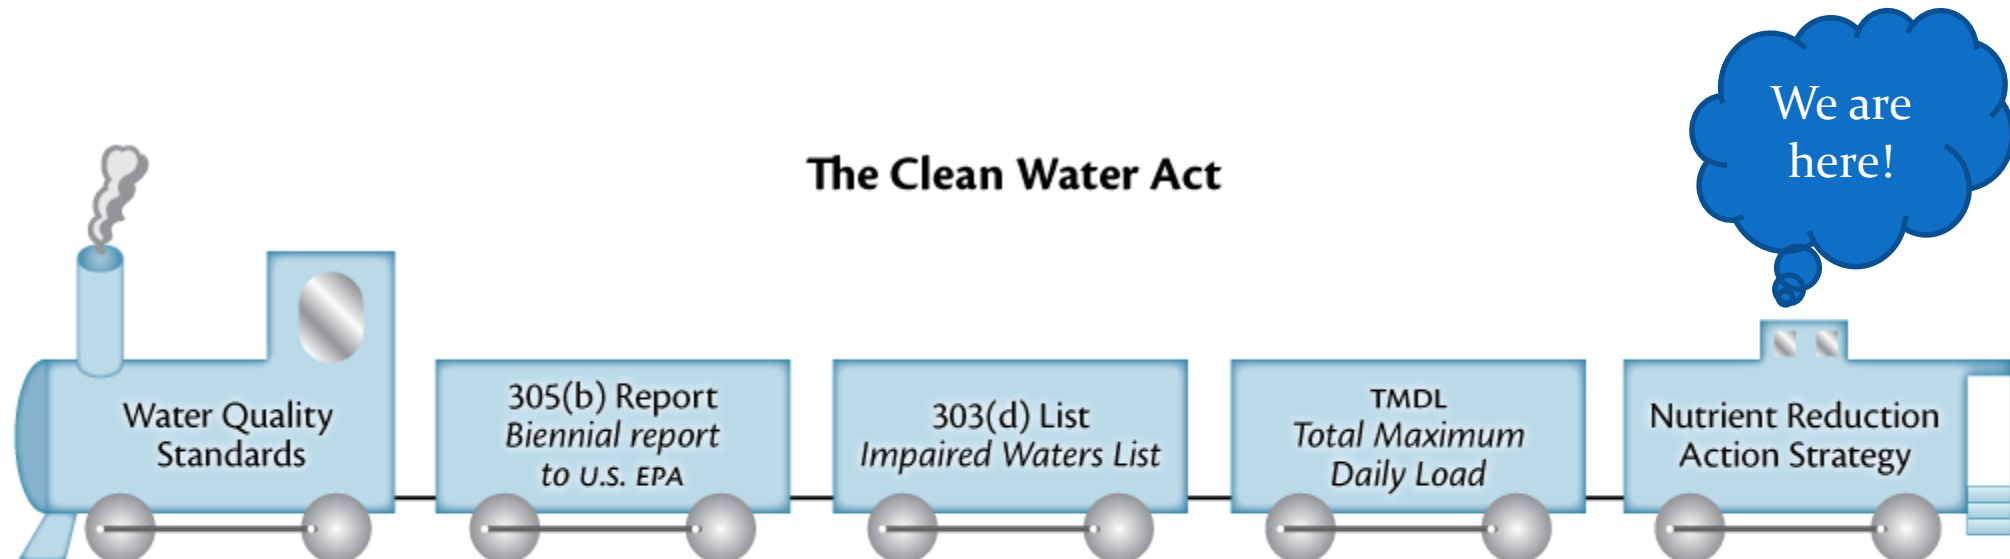 We are
here!
The Clean Water Act
Water Quality
Standards
305(b) Report
Biennial report
to U.S. EPA
303(d) List
Impaired Waters List
TMDL
Total Maximum
Daily Load
Nutrient Reduction
Action Strategy